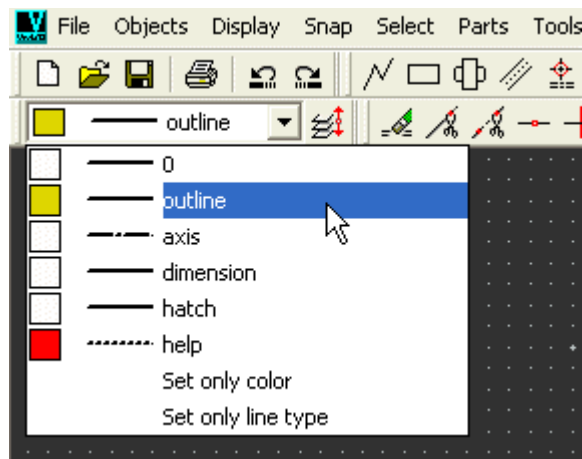 File Objects Display Snap Select Parts Tools
outline
0
outline
axis
dimension
hatch
help
Set only color
Set only line type